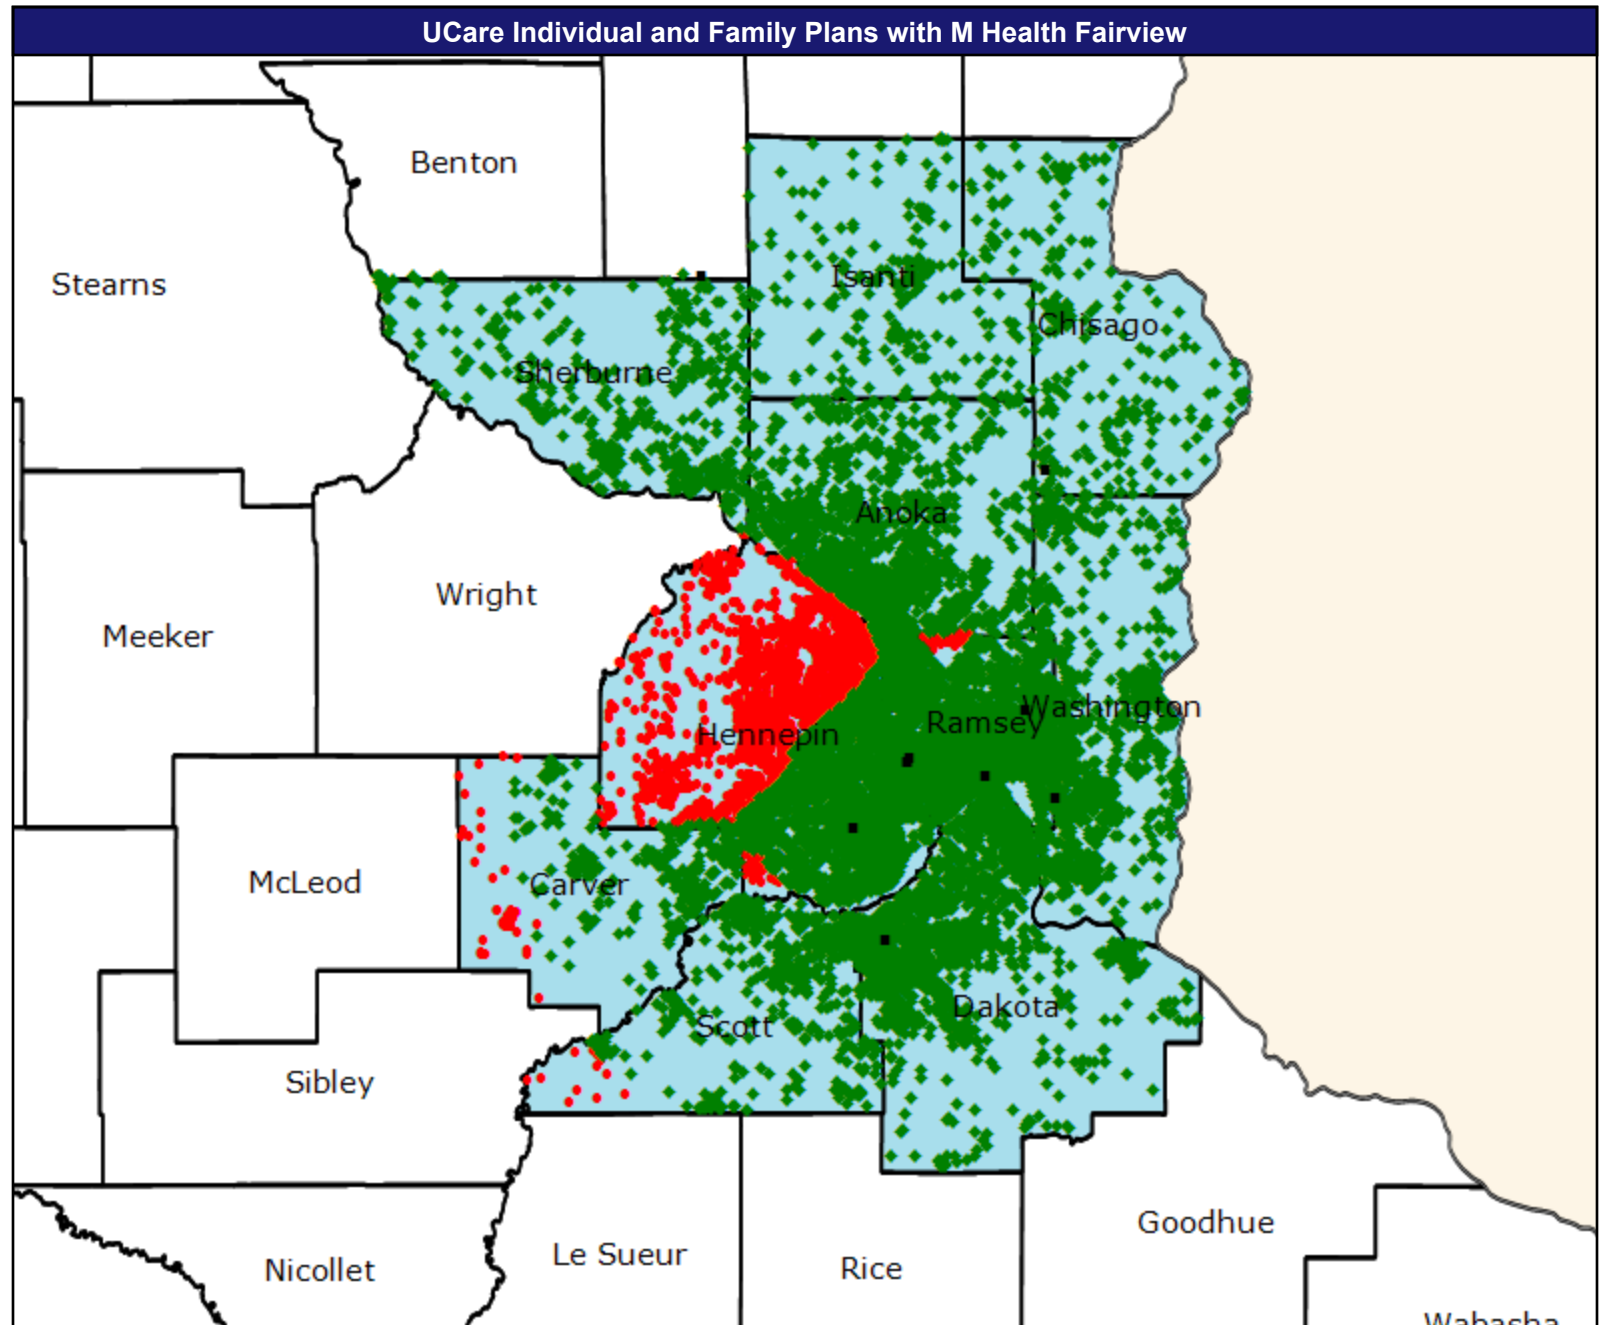 UCare Individual and Family Plans with M Health Fairview
Benton
Stearns
Isanti
Chisago
Sherburne
Anoka
Wright
Meeker
Washington
Ramsey
Hennepin
McLeod
Carver
Dakota
Scott
Sibley
Goodhue
Le Sueur
Rice
Nicollet
Wabasha